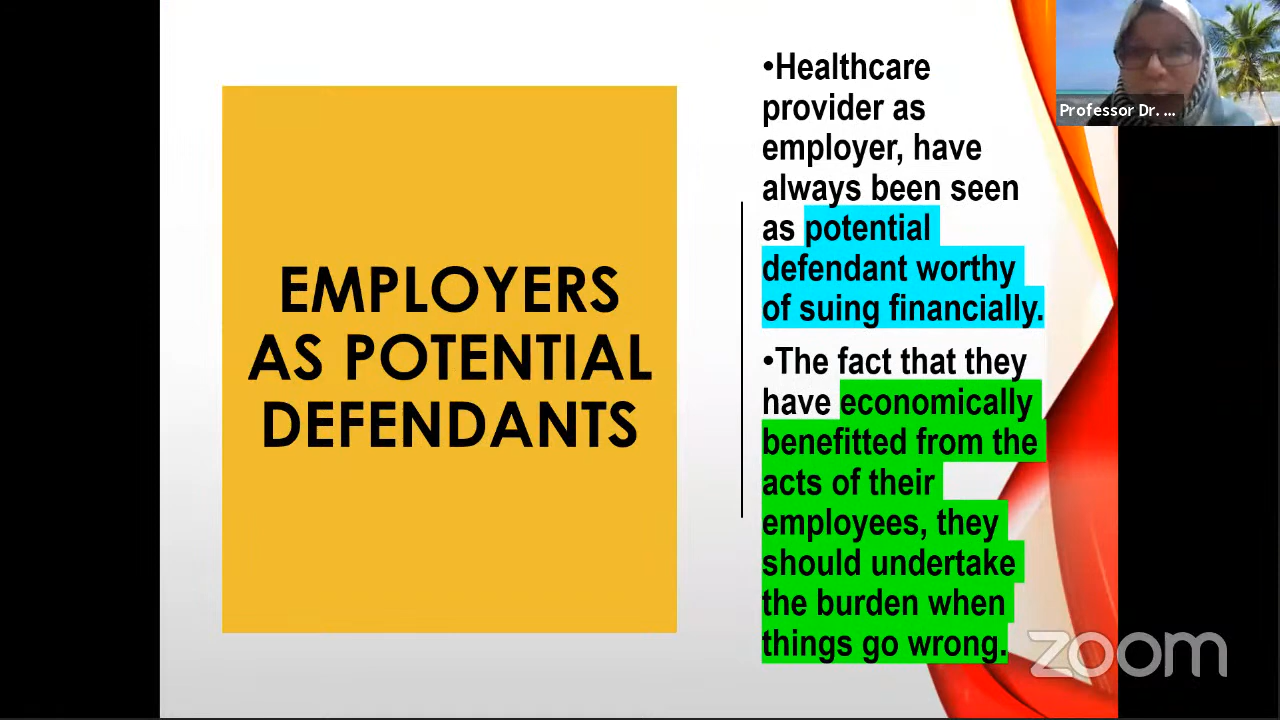 EMPLOYERS
AS POTENTIAL
DEFENDANTS
•Healthcare
provider as
employer, have
always been seen
as potential
defendant worthy
of suing financially.
•The fact that they
have economically
benefitted from the
acts of their
employees, they
should undertake
the burden when
things go wrong.
Professor Dr. ...
zoom